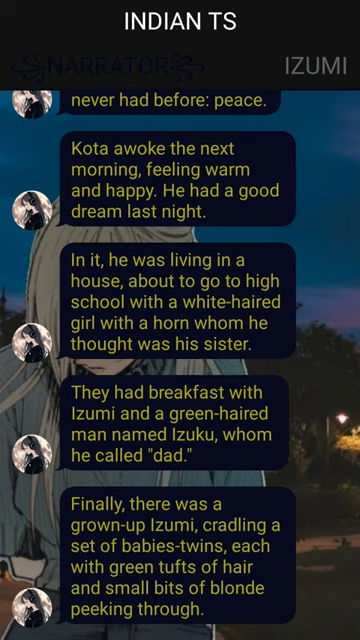 INDIAN TS
NARRATOR
IZUMI
never had before: peace.
Kota awoke the next
morning, feeling warm
and happy. He had a good
dream last night.
In it, he was living in a
house, about to go to high
school with a white-haired
girl with a horn whom he
thought was his sister.
They had breakfast with
Izumi and a green-haired
man named Izuku, whom
he called "dad."
Finally, there was a
grown-up Izumi, cradling a
set of babies-twins, each
with green tufts of hair
and small bits of blonde
peeking through.